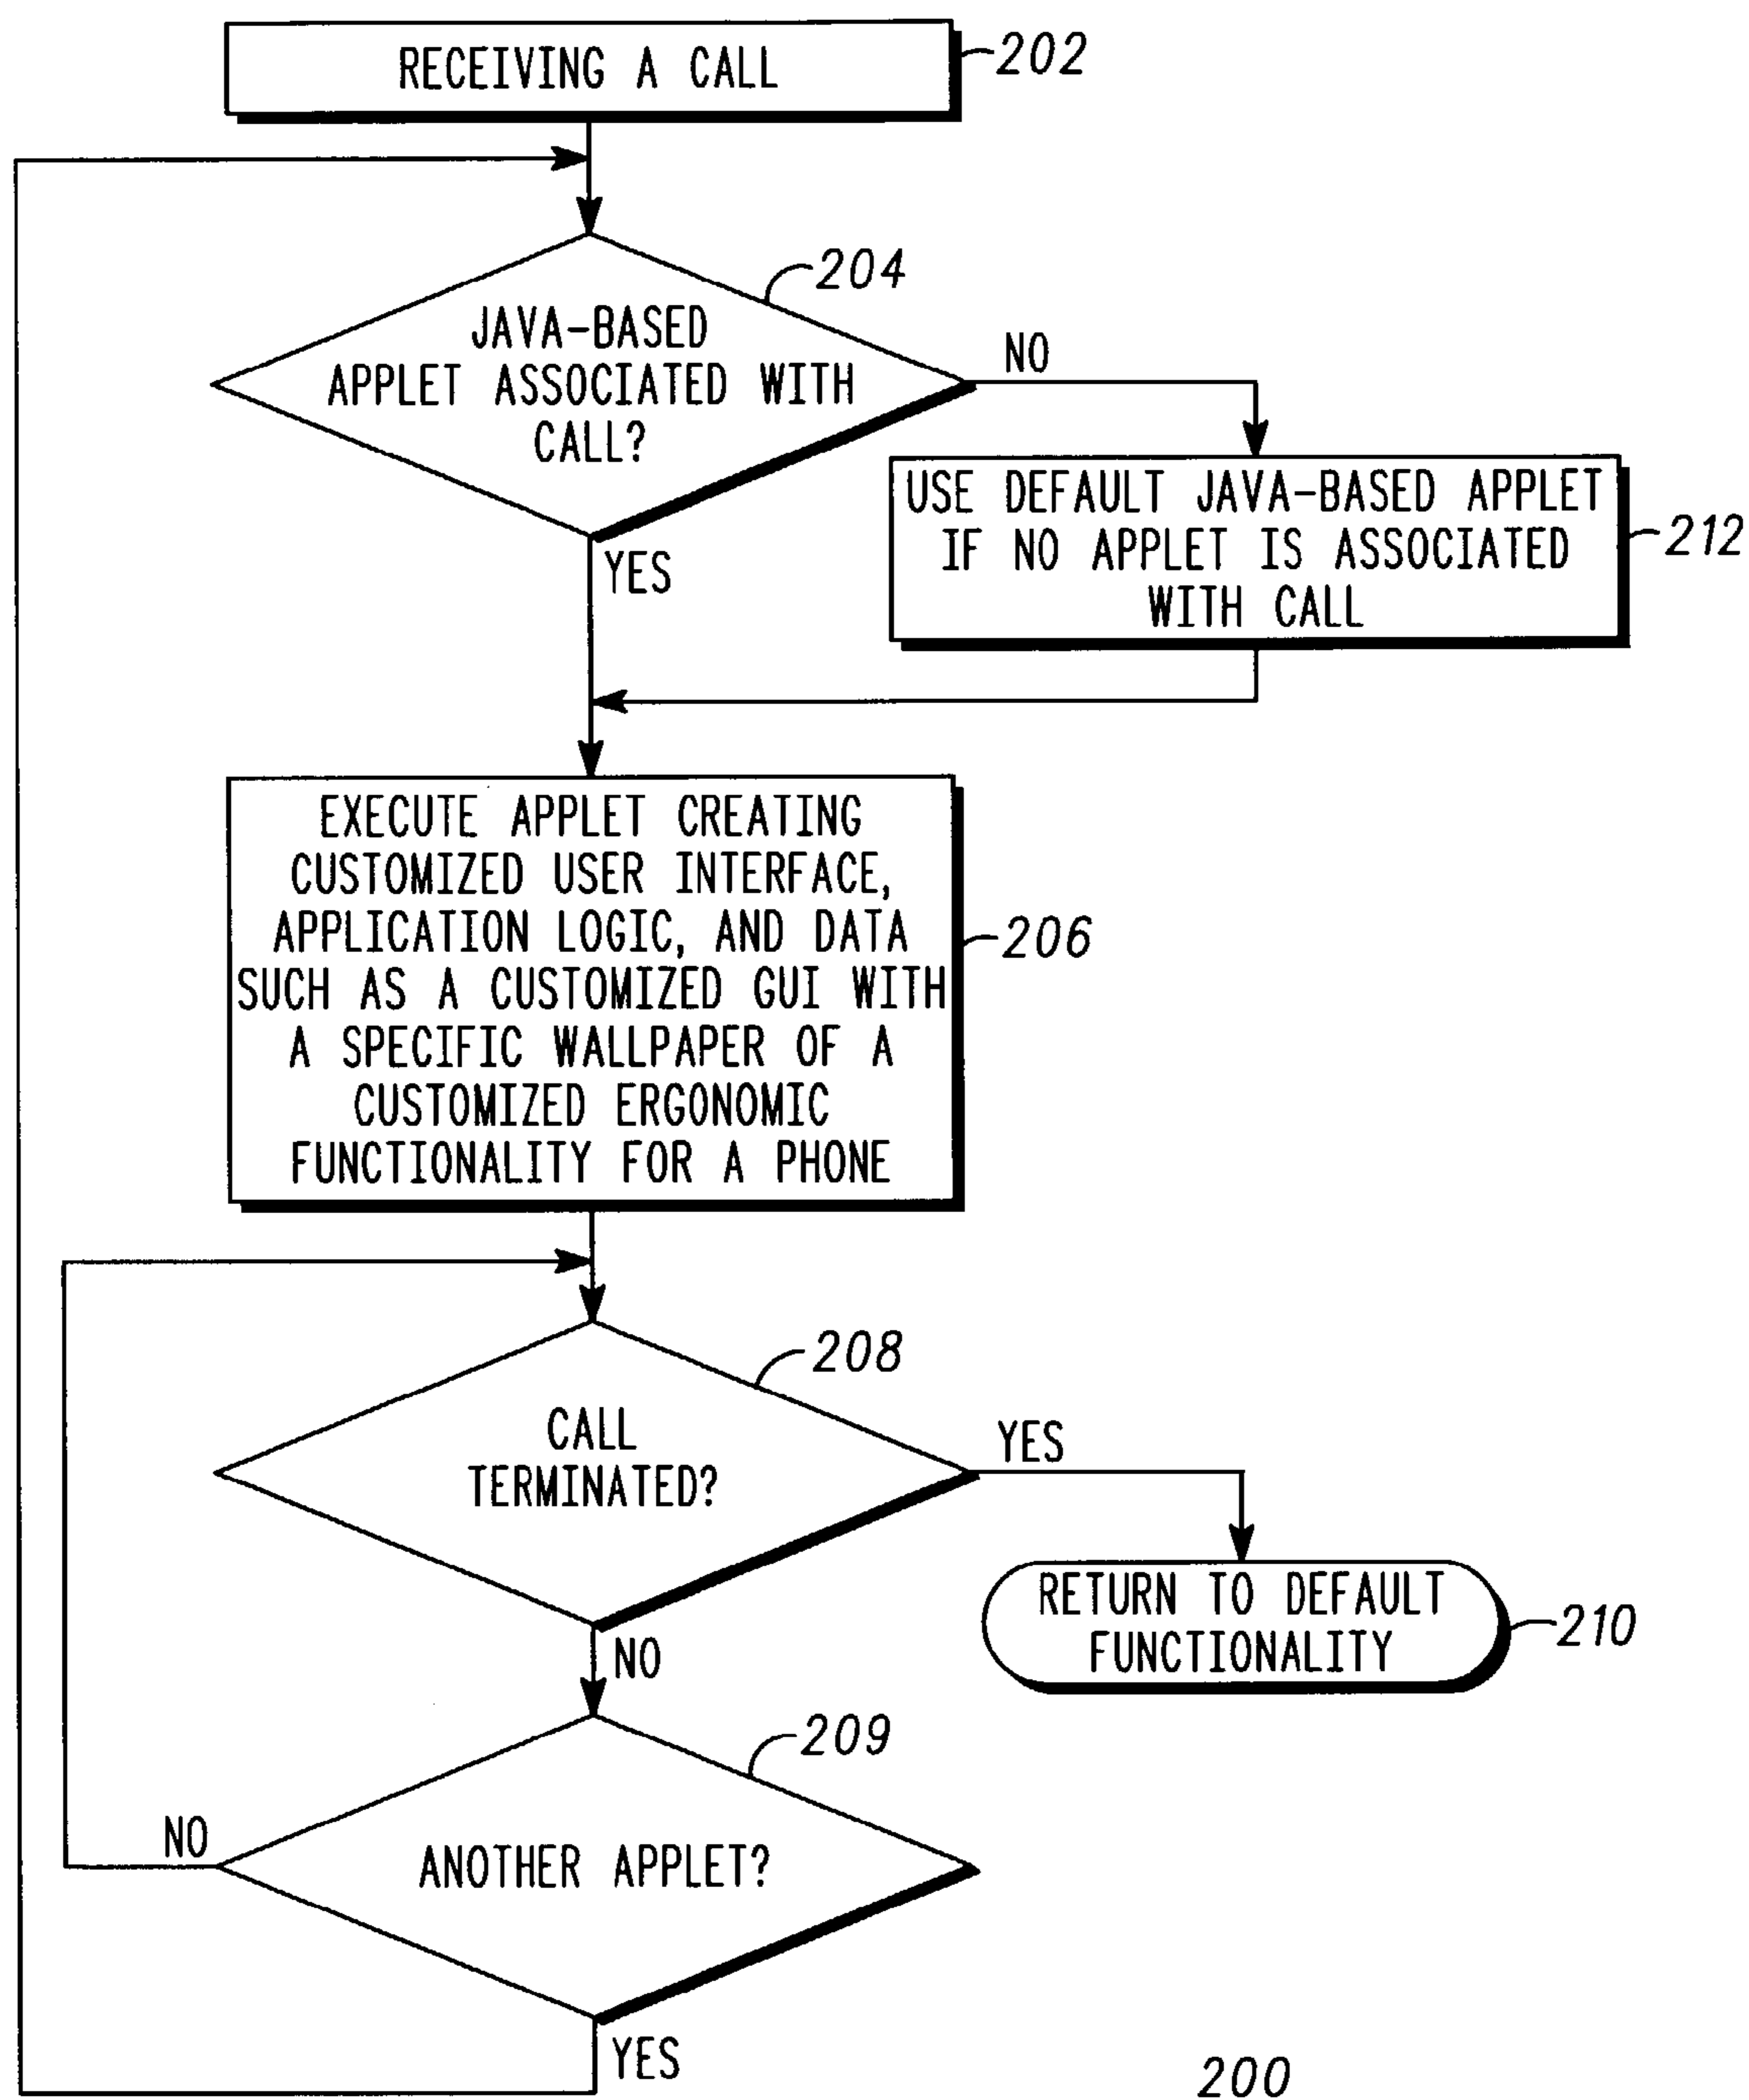 RECEIVING A CALL
202
204
JAVA-BASED
APPLET ASSOCIATED WITH
CALL?
NO
YES
USE DEFAULT JAVA-BASED APPLET
IF NO APPLET IS ASSOCIATED
WITH CALL
212
EXECUTE APPLET CREATING
CUSTOMIZED USER INTERFACE,
APPLICATION LOGIC, AND DATA
SUCH AS A CUSTOMIZED GUI WITH
A SPECIFIC WALLPAPER OF A
CUSTOMIZED ERGONOMIC
FUNCTIONALITY FOR A PHONE
206
208
CALL
TERMINATED?
YES
NO
RETURN TO DEFAULT
FUNCTIONALITY
210
209
NO
ANOTHER APPLET?
YES
200